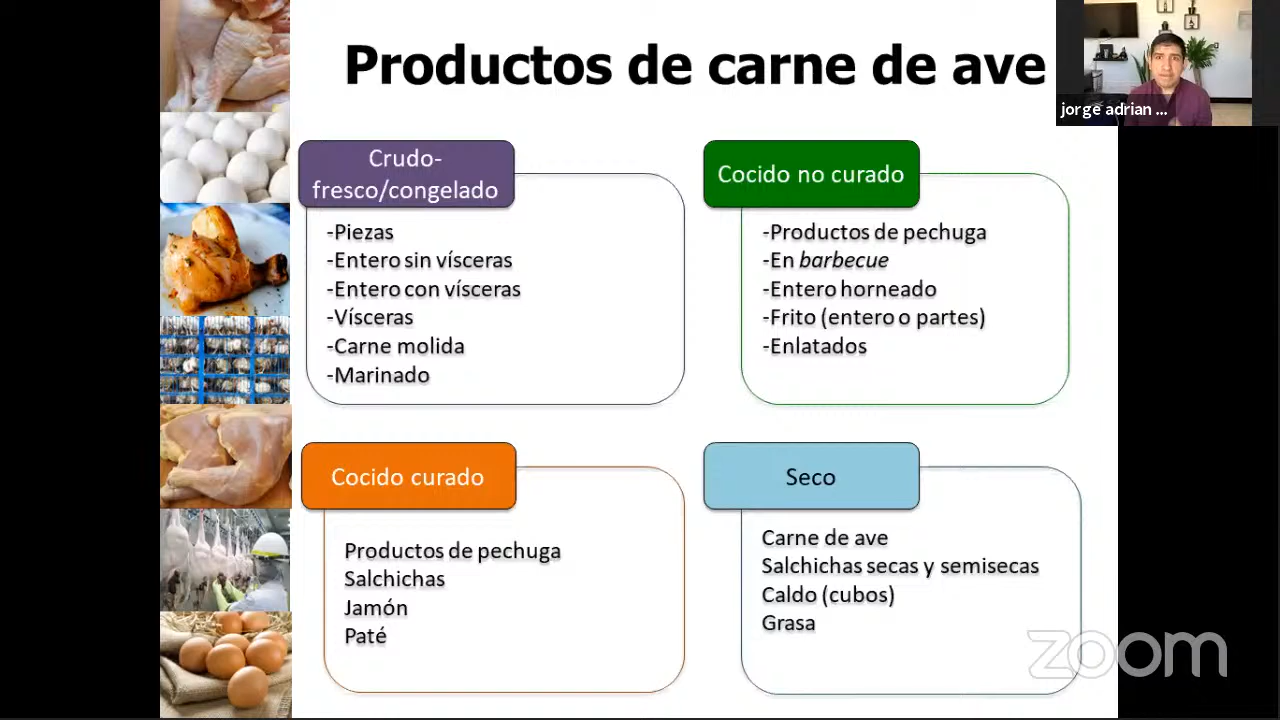 Productos de carne de ave
jorge adrian ...
Crudo-
fresco/congelado
-Piezas
-Entero sin vísceras
-Entero con vísceras
-Vísceras
-Carne molida
-Marinado
Cocido no curado
-Productos de pechuga
-En barbecue
-Entero horneado
-Frito (entero o partes)
-Enlatados
Cocido curado
Productos de pechuga
Salchichas
Jamón
Paté
Seco
Carne de ave
Salchichas secas y semisecas
Caldo (cubos)
Grasa
zoom